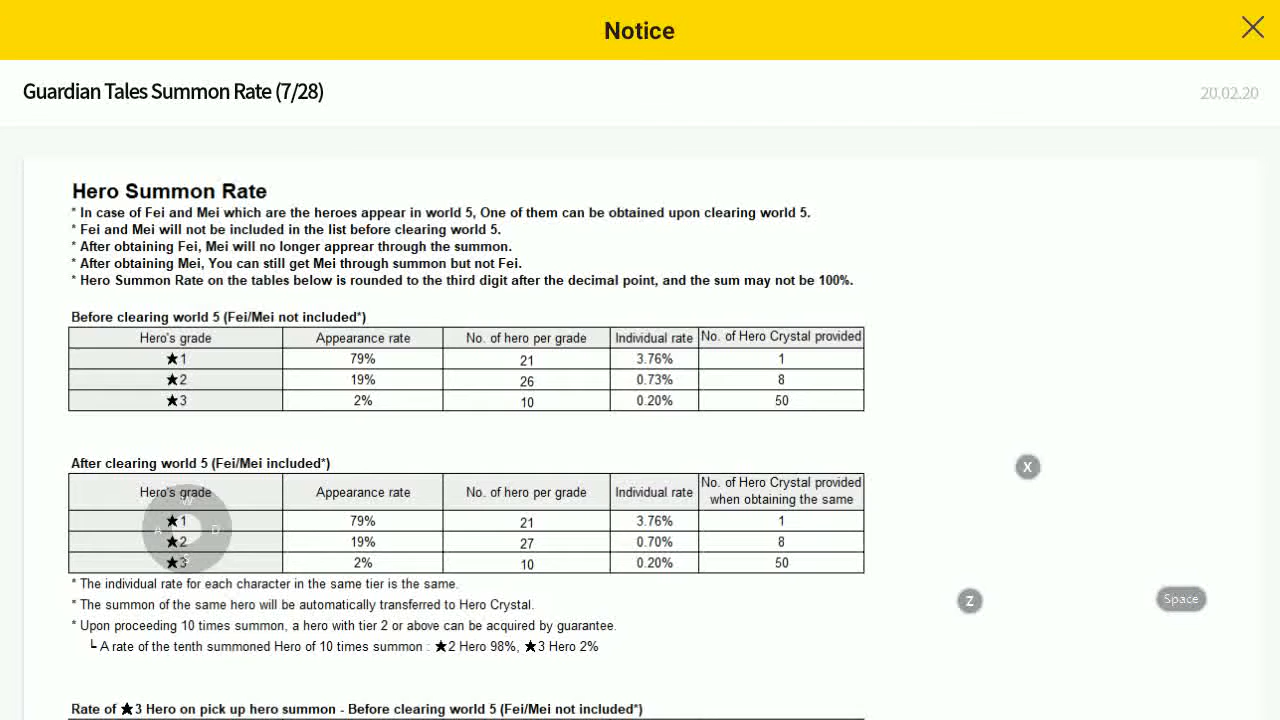 Notice
Guardian Tales Summon Rate (7/28)
20.02.20
Hero Summon Rate
* In case of Fei and Mei which are the heroes appear in world 5, One of them can be obtained upon clearing world 5.
* Fei and Mei will not be included in the list before clearing world 5.
* After obtaining Fei, Mei will no longer apprear through the summon.
* After obtaining Mei, You can still get Mei through summon but not Fei.
* Hero Summon Rate on the tables below is rounded to the third digit after the decimal point, and the sum may not be 100%.
Before clearing world 5 (Fei/Mei not included*)
Hero's grade Appearance rate No. of hero per grade Individual rate No. of Hero Crystal provided
★1 79% 21 3.76% 1
★2 19% 26 0.73% 8
★3 2% 10 0.20% 50
After clearing world 5 (Fei/Mei included*)
Hero's grade Appearance rate No. of hero per grade Individual rate No. of Hero Crystal provided
when obtaining the same
★1 79% 21 3.76% 1
★2 19% 27 0.70% 8
★3 2% 10 0.20% 50
W
A D
S
X
Z
Space
* The individual rate for each character in the same tier is the same.
* The summon of the same hero will be automatically transferred to Hero Crystal.
* Upon proceeding 10 times summon, a hero with tier 2 or above can be acquired by guarantee.
┗ A rate of the tenth summoned Hero of 10 times summon : ★2 Hero 98%, ★3 Hero 2%
Rate of ★3 Hero on pick up hero summon - Before clearing world 5 (Fei/Mei not included*)